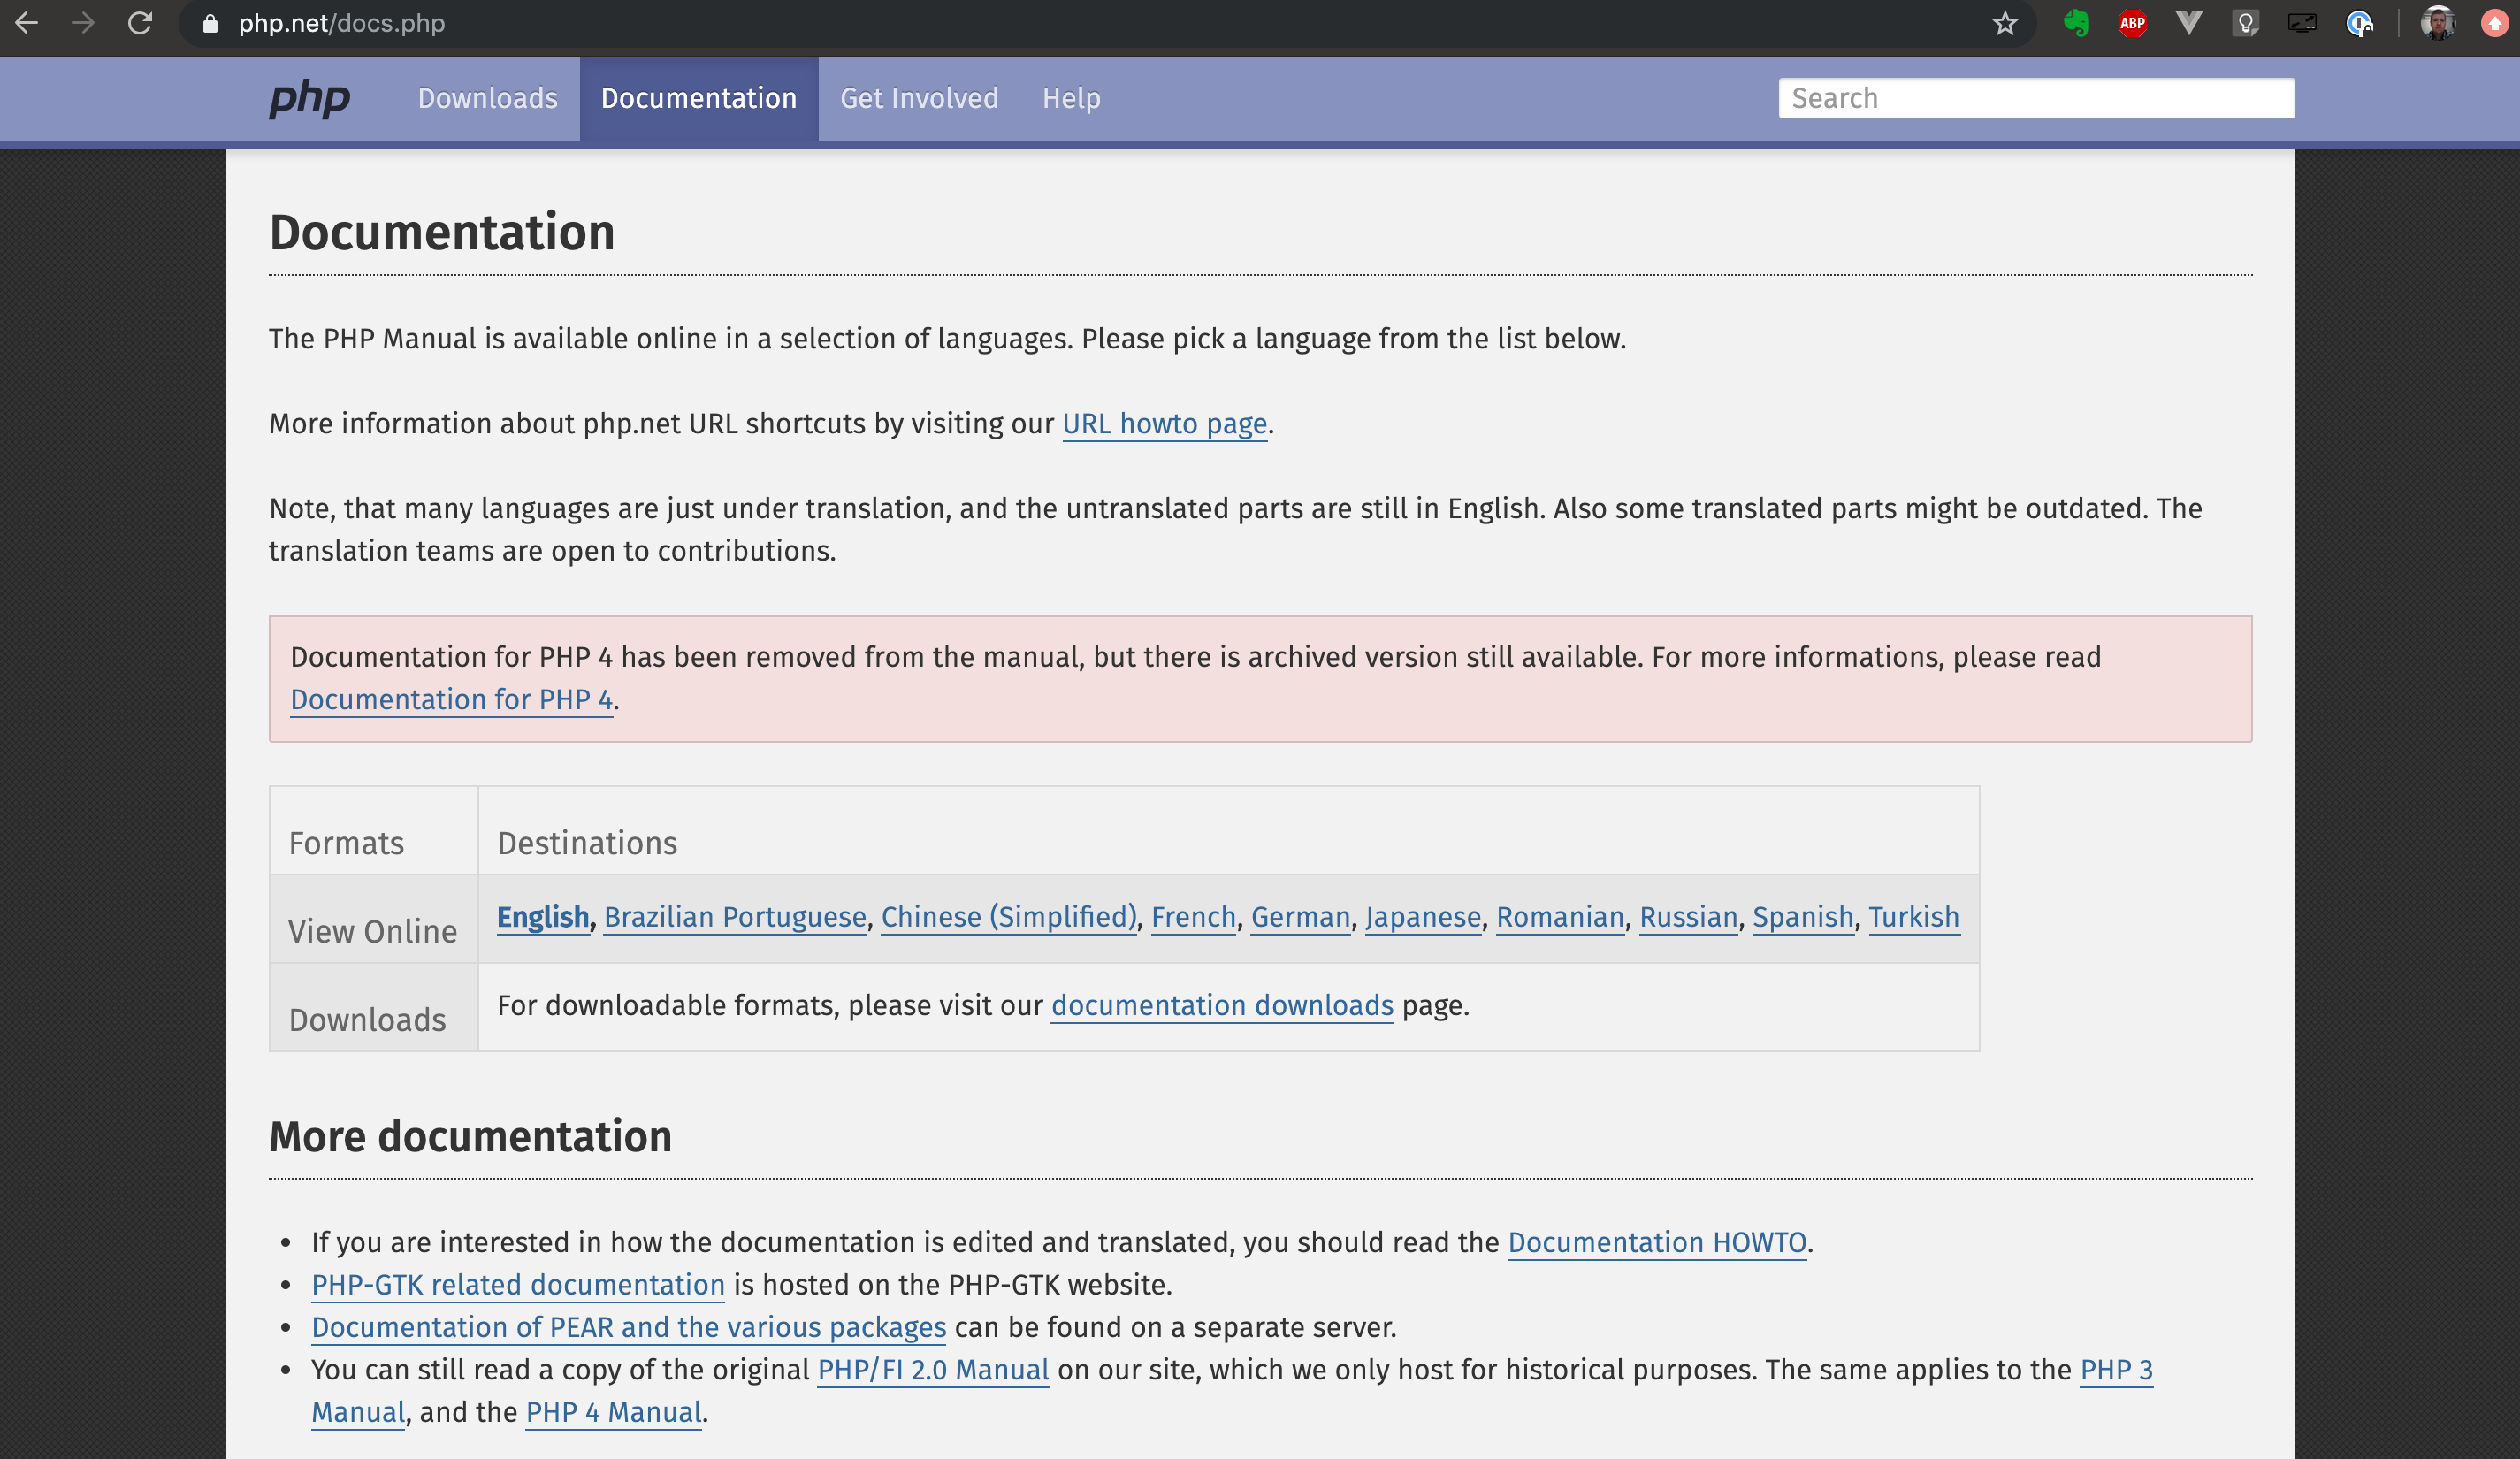 php.net/docs.php
ABP
php Downloads Documentation Get Involved Help Search
Documentation
The PHP Manual is available online in a selection of languages. Please pick a language from the list below.
More information about php.net URL shortcuts by visiting our URL howto page.
Note, that many languages are just under translation, and the untranslated parts are still in English. Also some translated parts might be outdated. The
translation teams are open to contributions.
Documentation for PHP 4 has been removed from the manual, but there is archived version still available. For more informations, please read
Documentation for PHP 4.
Formats Destinations
View Online English, Brazilian Portuguese, Chinese (Simplified), French, German, Japanese, Romanian, Russian, Spanish, Turkish
Downloads For downloadable formats, please visit our documentation downloads page.
More documentation
• If you are interested in how the documentation is edited and translated, you should read the Documentation HOWTO.
• PHP-GTK related documentation is hosted on the PHP-GTK website.
• Documentation of PEAR and the various packages can be found on a separate server.
• You can still read a copy of the original PHP/FI 2.0 Manual on our site, which we only host for historical purposes. The same applies to the PHP 3
Manual, and the PHP 4 Manual.